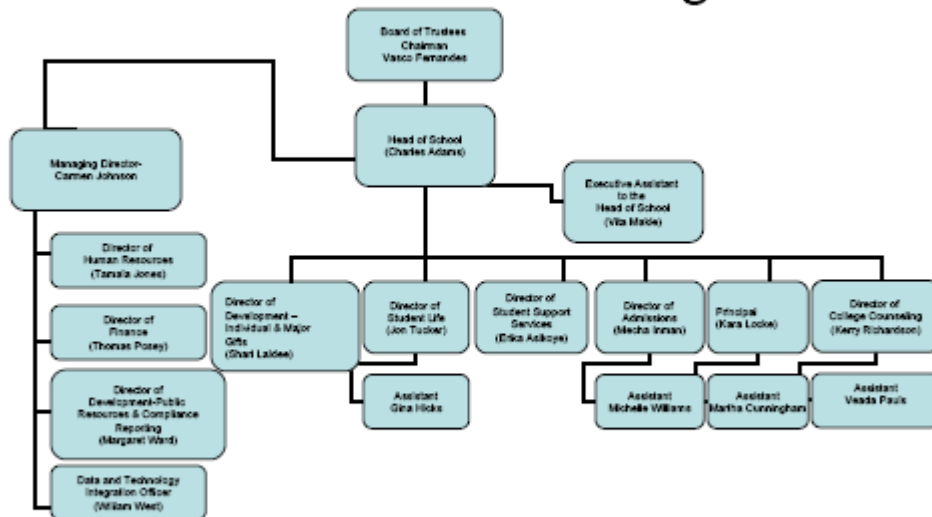 Board of Trustees
Chairman
Vasco Fernandes
Head of School
(Charles Adams)
Managing Director-
Carmen Johnson
Executive Assistant
to the
Head of School
(Vita Makle)
Director of
Human Resources
(Tamala Jones)
Director of
Finance
(Thomas Posey)
Director of
Development-Public
Resources & Compliance
Reporting
(Margaret Ward)
Data and Technology
Integration Officer
(William West)
Director of
Development –
Individual & Major
Gifts
(Shari Laldee)
Director of
Student Life
(Jon Tucker)
Director of
Student Support
Services
(Erika Asikoye)
Director of
Admissions
(Mecha Inman)
Principal
(Kara Locke)
Director of
College Counseling
(Kerry Richardson)
Assistant
Gina Hicks
Assistant
Michelle Williams
Assistant
Martha Cunningham
Assistant
Veada Pauls